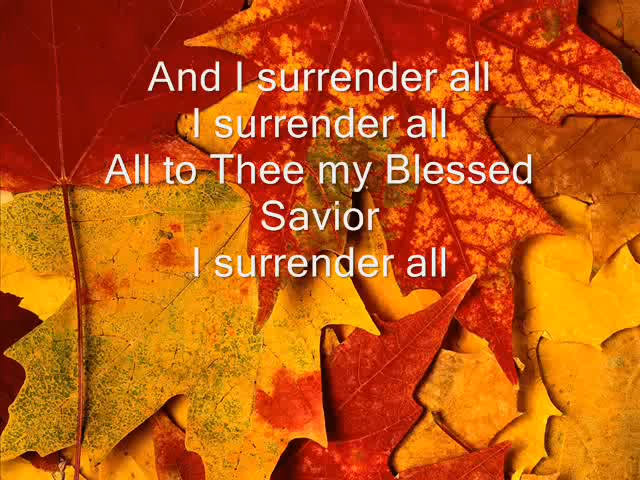 And I surrender all
I surrender all
All to Thee my Blessed
Savior
I surrender all